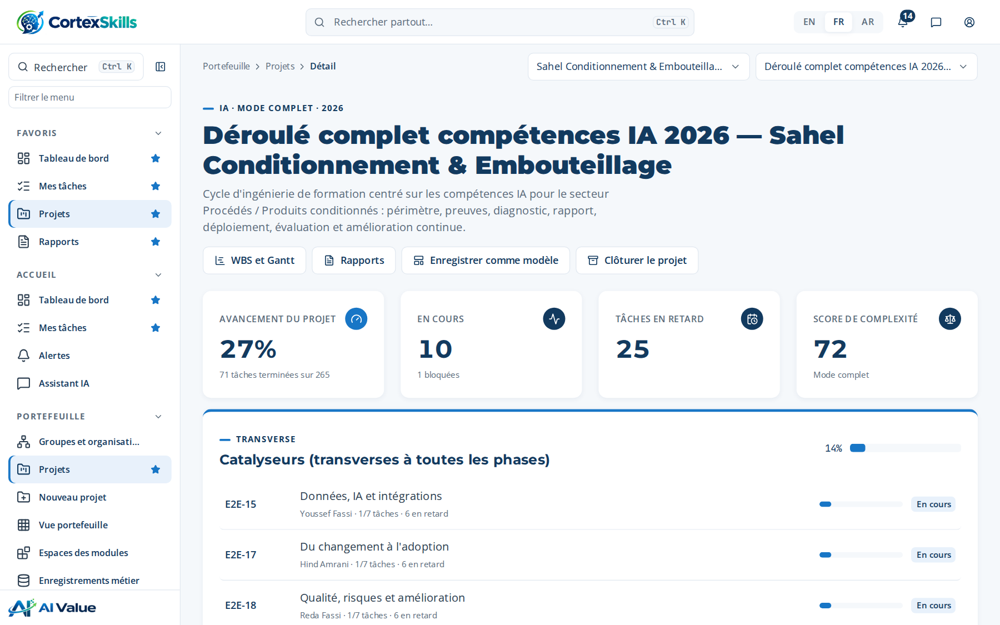 CortexSkills
Rechercher partout...
Ctrl K
EN
FR
AR
14
Rechercher
Ctrl K
Filtrer le menu
FAVORIS
Tableau de bord
Mes tâches
Projets
Rapports
ACCUEIL
Tableau de bord
Mes tâches
Alertes
Assistant IA
PORTEFEUILLE
Groupes et organisati...
Projets
Nouveau projet
Vue portefeuille
Espaces des modules
Enregistrements métier
AI AI Value
Portefeuille
Projets
Détail
Sahel Conditionnement & Embouteilla...
Déroulé complet compétences IA 2026...
IA · MODE COMPLET · 2026
Déroulé complet compétences IA 2026 — Sahel
Conditionnement & Embouteillage
Cycle d'ingénierie de formation centré sur les compétences IA pour le secteur
Procédés / Produits conditionnés : périmètre, preuves, diagnostic, rapport,
déploiement, évaluation et amélioration continue.
WBS et Gantt
Rapports
Enregistrer comme modèle
Clôturer le projet
AVANCEMENT DU PROJET
27%
71 tâches terminées sur 265
EN COURS
10
1 bloquées
TÂCHES EN RETARD
25
SCORE DE COMPLEXITÉ
72
Mode complet
TRANSVERSE
Catalyseurs (transverses à toutes les phases)
14%
E2E-15
Données, IA et intégrations
Youssef Fassi · 1/7 tâches · 6 en retard
En cours
E2E-17
Du changement à l'adoption
Hind Amrani · 1/7 tâches · 6 en retard
En cours
E2E-18
Qualité, risques et amélioration
Reda Fassi · 1/7 tâches · 6 en retard
En cours